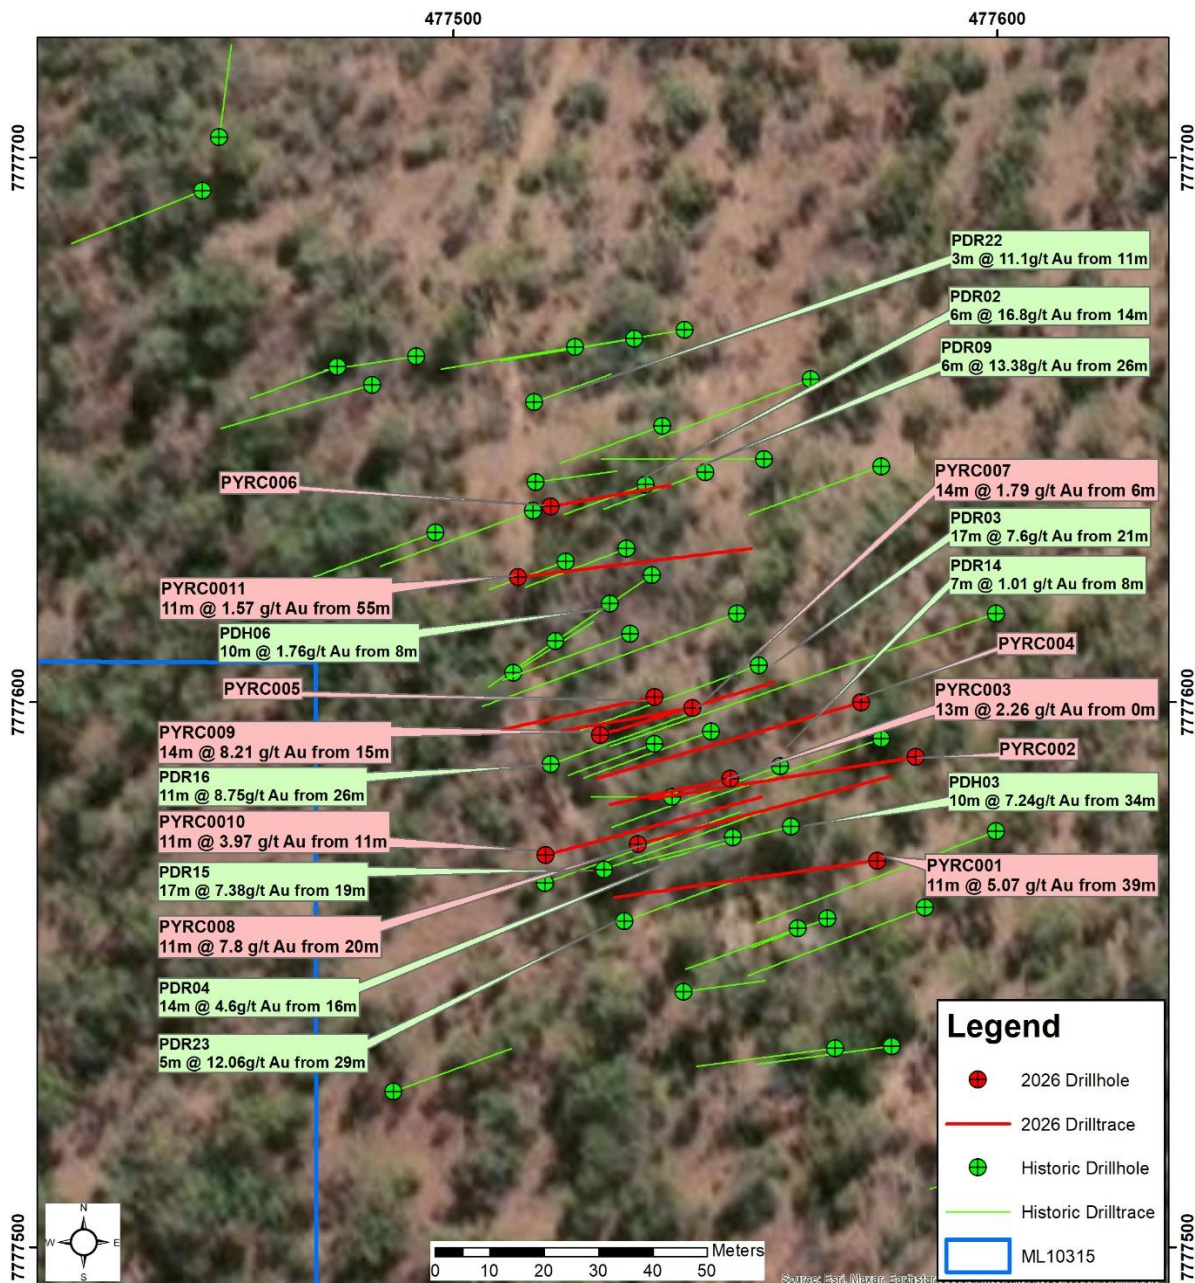 477500
477600
7777700
7777700
PDR22
3m @ 11.1g/t Au from 11m
PDR02
6m @ 16.8g/t Au from 14m
PDR09
6m @ 13.38g/t Au from 26m
PYRC006
PYRC007
14m @ 1.79 g/t Au from 6m
PDR03
17m @ 7.6g/t Au from 21m
PDR14
7m @ 1.01 g/t Au from 8m
PYRC0011
11m @ 1.57 g/t Au from 55m
PDH06
10m @ 1.76g/t Au from 8m
PYRC004
PYRC005
7777600
7777600
PYRC003
13m @ 2.26 g/t Au from 0m
PYRC009
14m @ 8.21 g/t Au from 15m
PYRC002
PDR16
11m @ 8.75g/t Au from 26m
PDH03
10m @ 7.24g/t Au from 34m
PYRC0010
11m @ 3.97 g/t Au from 11m
PDR15
17m @ 7.38g/t Au from 19m
PYRC001
11m @ 5.07 g/t Au from 39m
PYRC008
11m @ 7.8 g/t Au from 20m
PDR04
14m @ 4.6g/t Au from 16m
PDR23
5m @ 12.06g/t Au from 29m
Legend
2026 Drillhole
2026 Drilltrace
Historic Drillhole
Historic Drilltrace
ML10315
N
W E
S
Meters
0 10 20 30 40 50
7777500
7777500
Source: Esri, Maxar, Earthstar